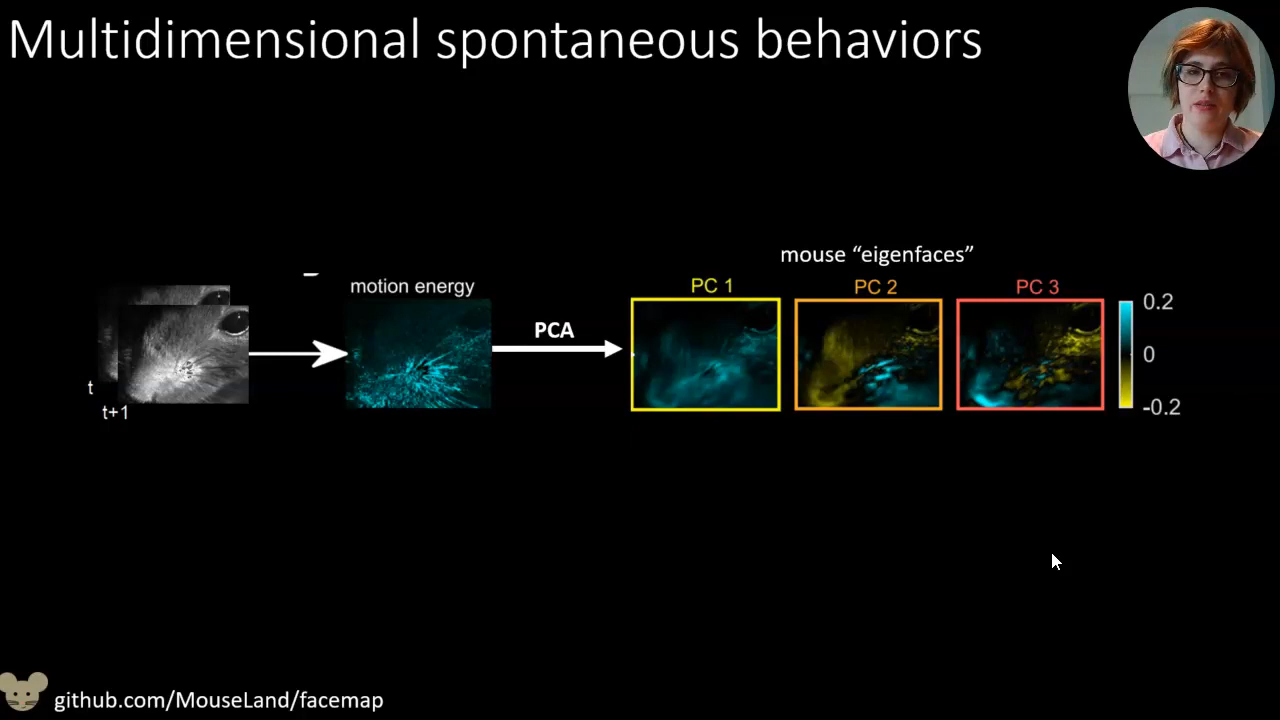 Multidimensional spontaneous behaviors
mouse “eigenfaces”
motion energy
PC 1
PC 2
PC 3
0.2
PCA
0
t
-0.2
t+1
github.com/MouseLand/facemap